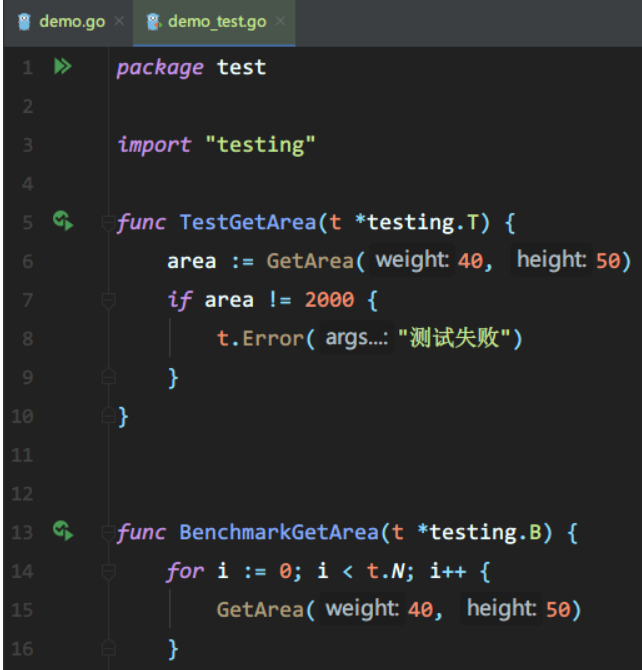 demo.go × demo_test.go ×
1 package test
2
3 import "testing"
4
5 func TestGetArea(t *testing.T) {
6 area := GetArea( weight: 40, height: 50)
7 if area != 2000 {
8 t.Error( args...: "测试失败")
9 }
10 }
11
12
13 func BenchmarkGetArea(t *testing.B) {
14 for i := 0; i < t.N; i++ {
15 GetArea( weight: 40, height: 50)
16 }